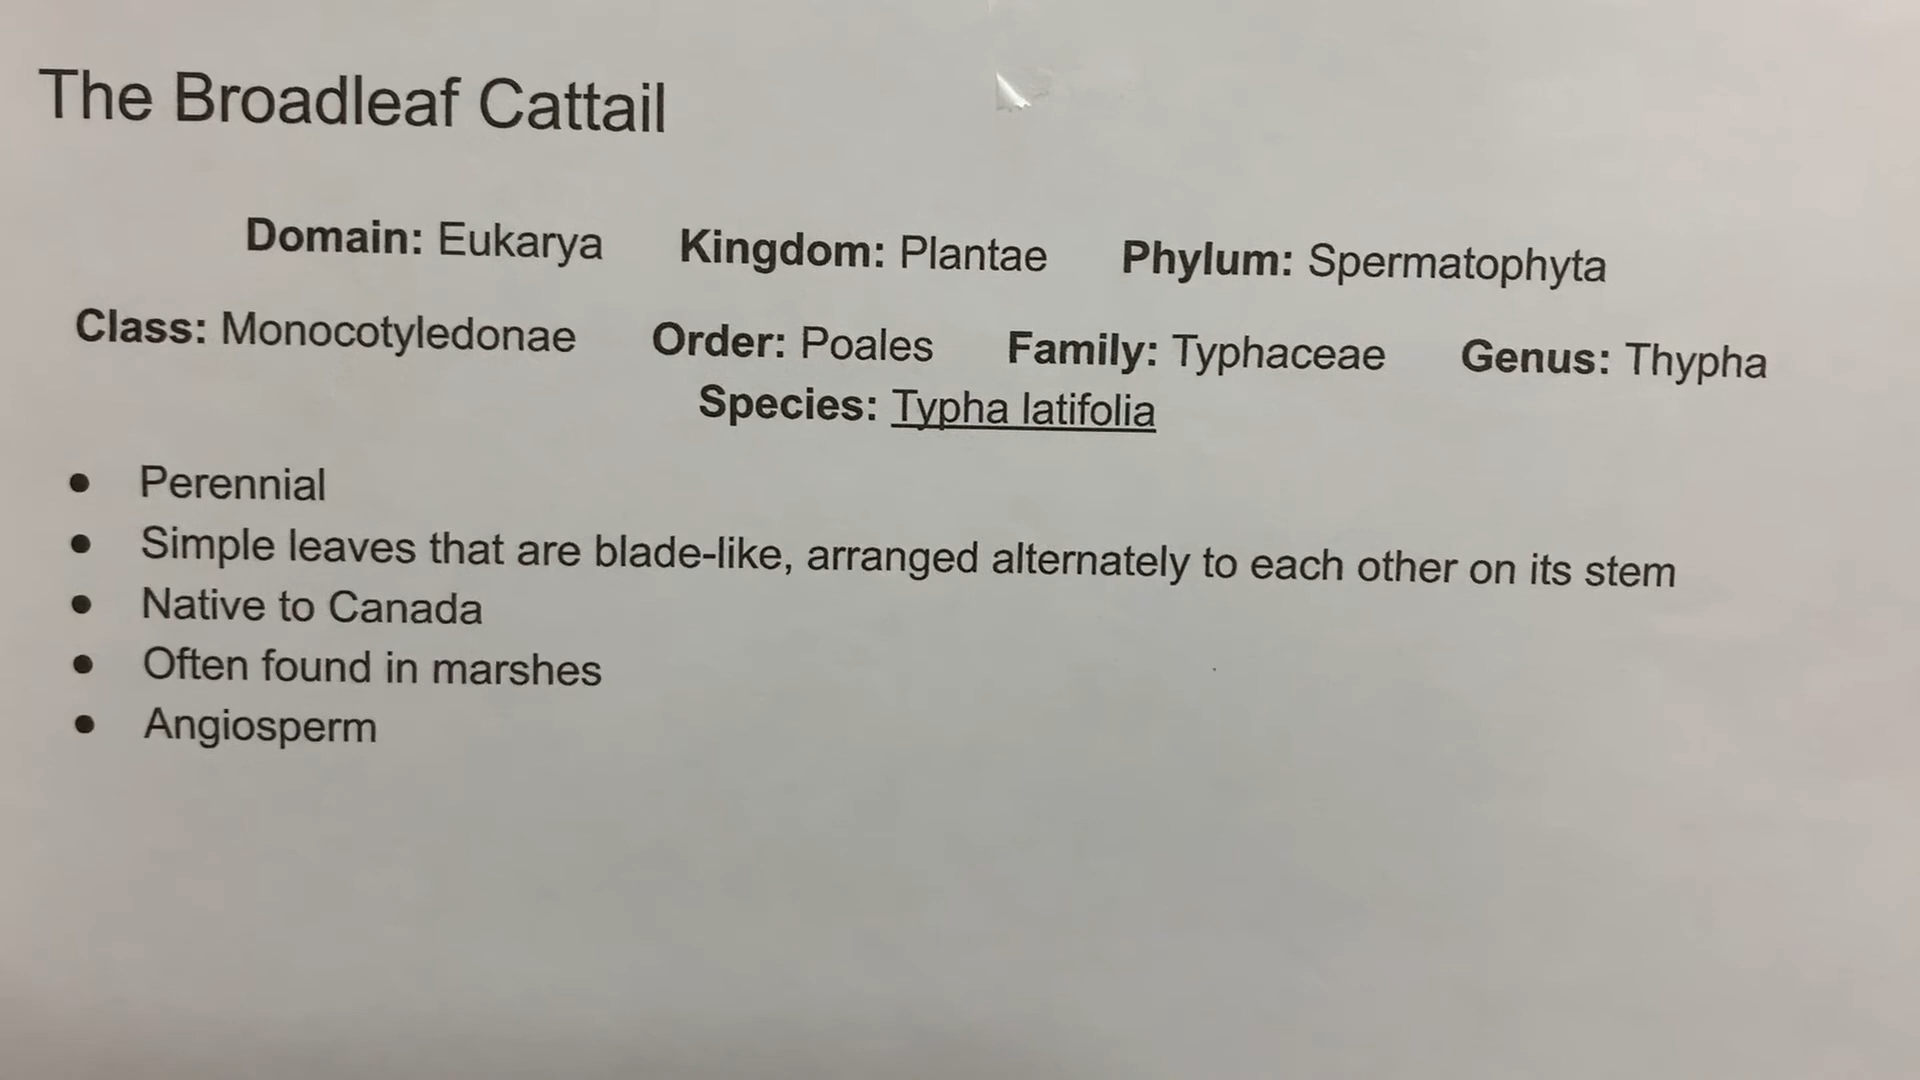 The Broadleaf Cattail
Domain: Eukarya Kingdom: Plantae Phylum: Spermatophyta
Class: Monocotyledonae Order: Poales Family: Typhaceae Genus: Thypha
Species: Typha latifolia
● Perennial
● Simple leaves that are blade-like, arranged alternately to each other on its stem
● Native to Canada
● Often found in marshes
● Angiosperm